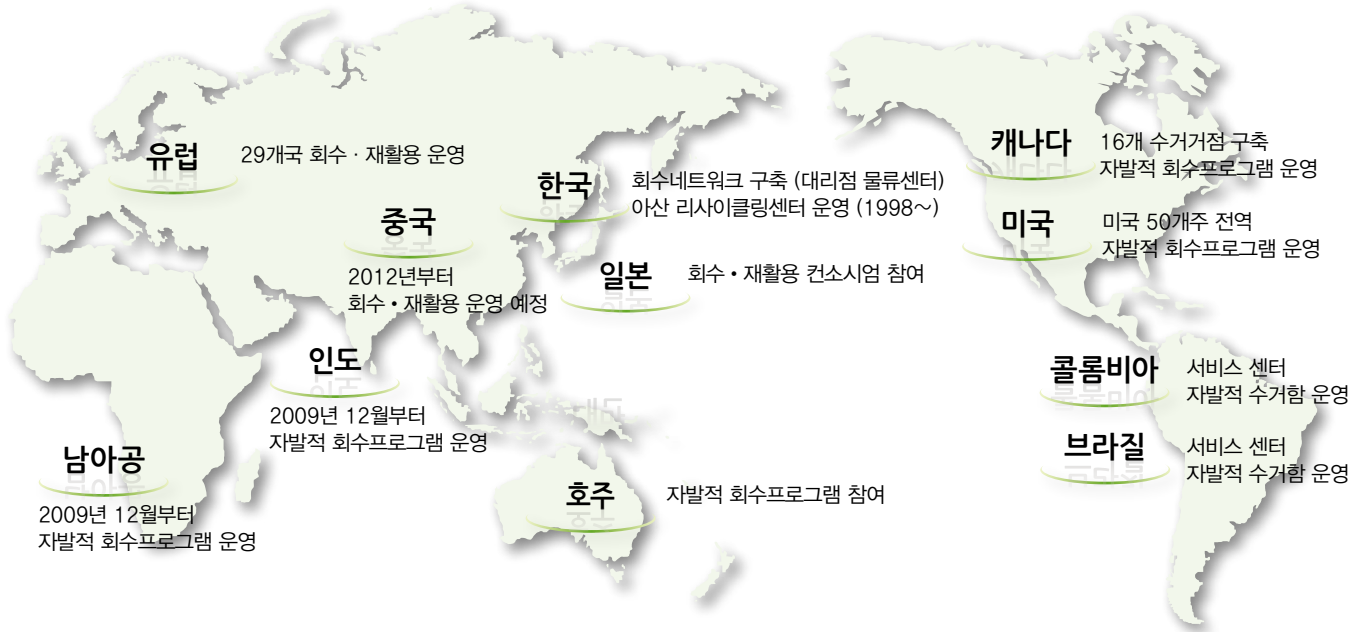 유럽
29개국 회수 · 재활용 운영
중국
2012년부터
회수 • 재활용 운영 예정
한국
회수네트워크 구축 (대리점 물류센터)
아산 리사이클링센터 운영 (1998~)
일본
회수 • 재활용 컨소시엄 참여
인도
2009년 12월부터
자발적 회수프로그램 운영
남아공
2009년 12월부터
자발적 회수프로그램 운영
호주
자발적 회수프로그램 참여
캐나다
16개 수거거점 구축
자발적 회수프로그램 운영
미국
미국 50개주 전역
자발적 회수프로그램 운영
콜롬비아
서비스 센터
자발적 수거함 운영
브라질
서비스 센터
자발적 수거함 운영